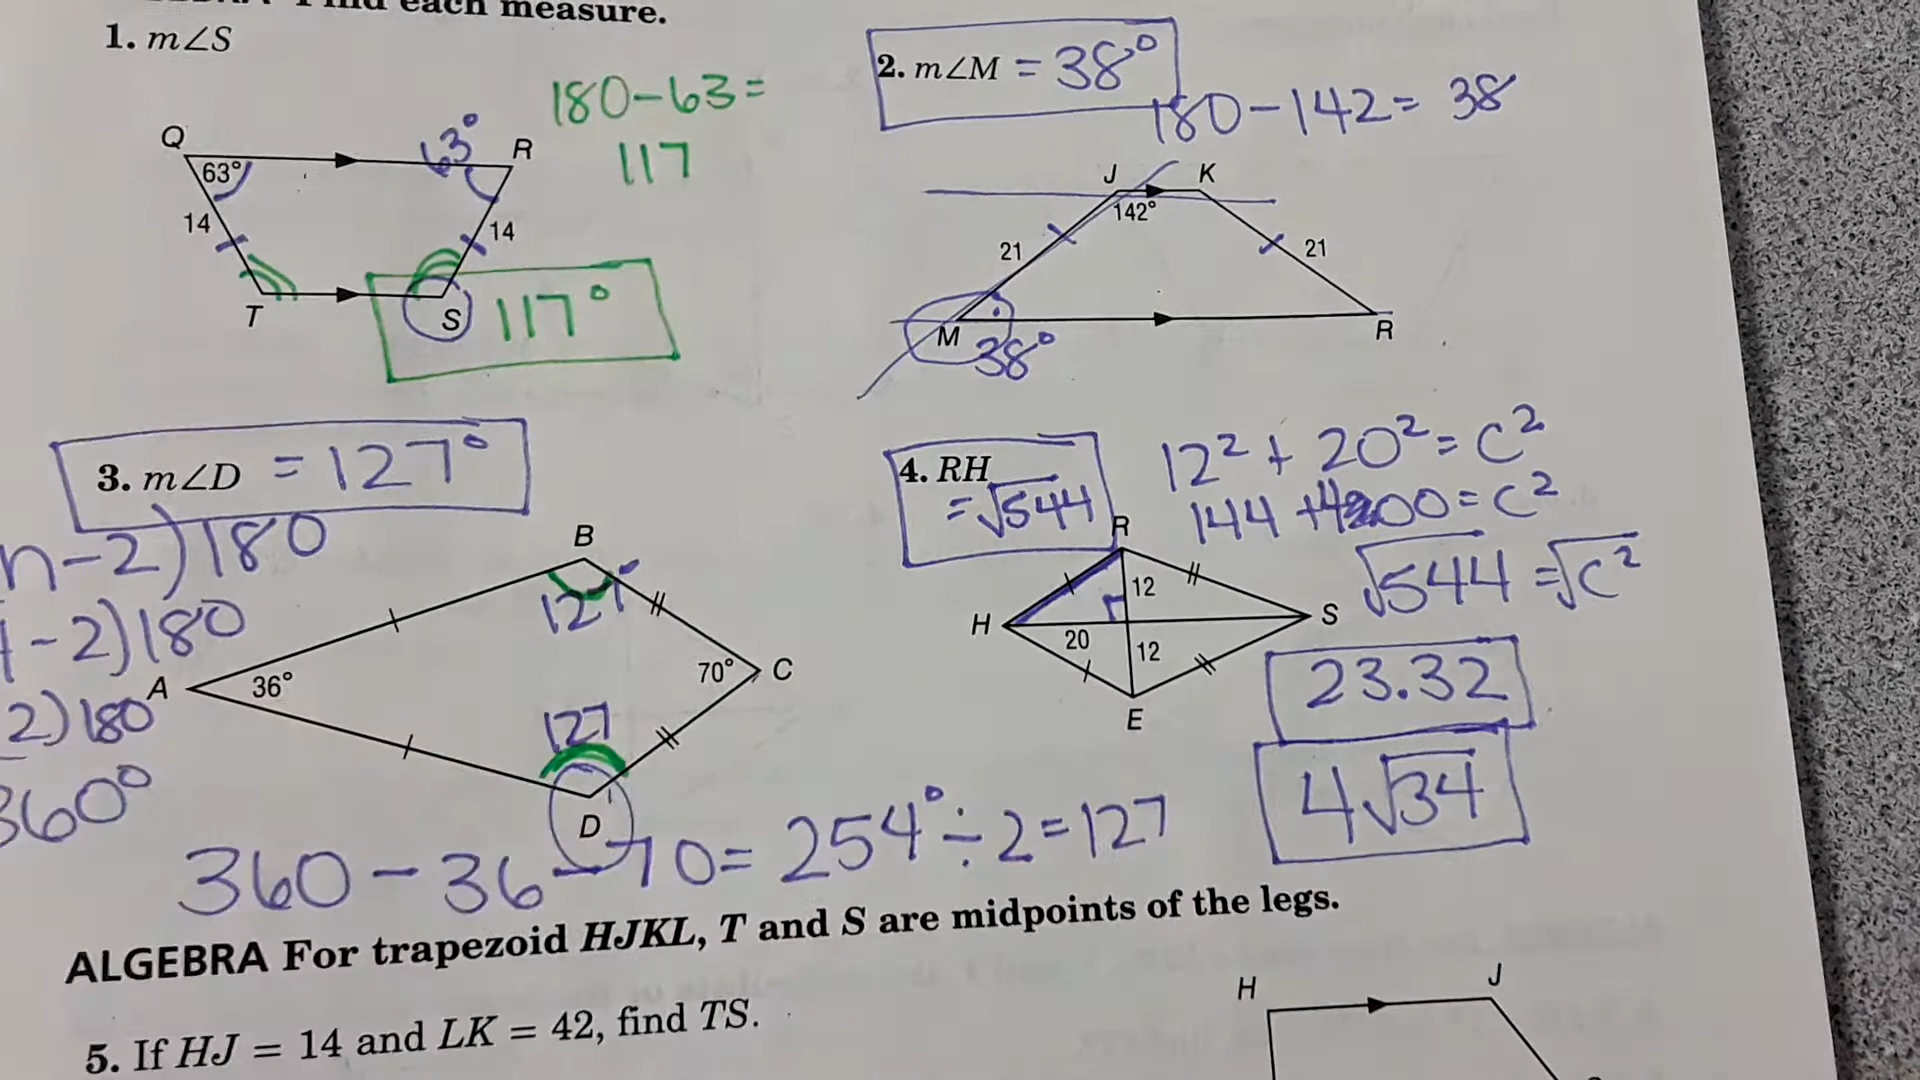 Find each measure.
1. m∠S
180-63=
117
Q
63°
63°
R
14
14
T
S
117°
2. m∠M = 38°
180-142= 38
J
K
142°
21
21
M
38°
R
3. m∠D = 127°
n-2)180
-2)180
2)180
360°
B
127
A
36°
70°
C
127
D
360-36-70= 254°÷2=127
4. RH
=√544
12²+20²=C²
144+400=C²
√544=√C²
R
12
H
S
20
12
E
23.32
4√34
ALGEBRA For trapezoid HJKL, T and S are midpoints of the legs.
5. If HJ = 14 and LK = 42, find TS.
H
J